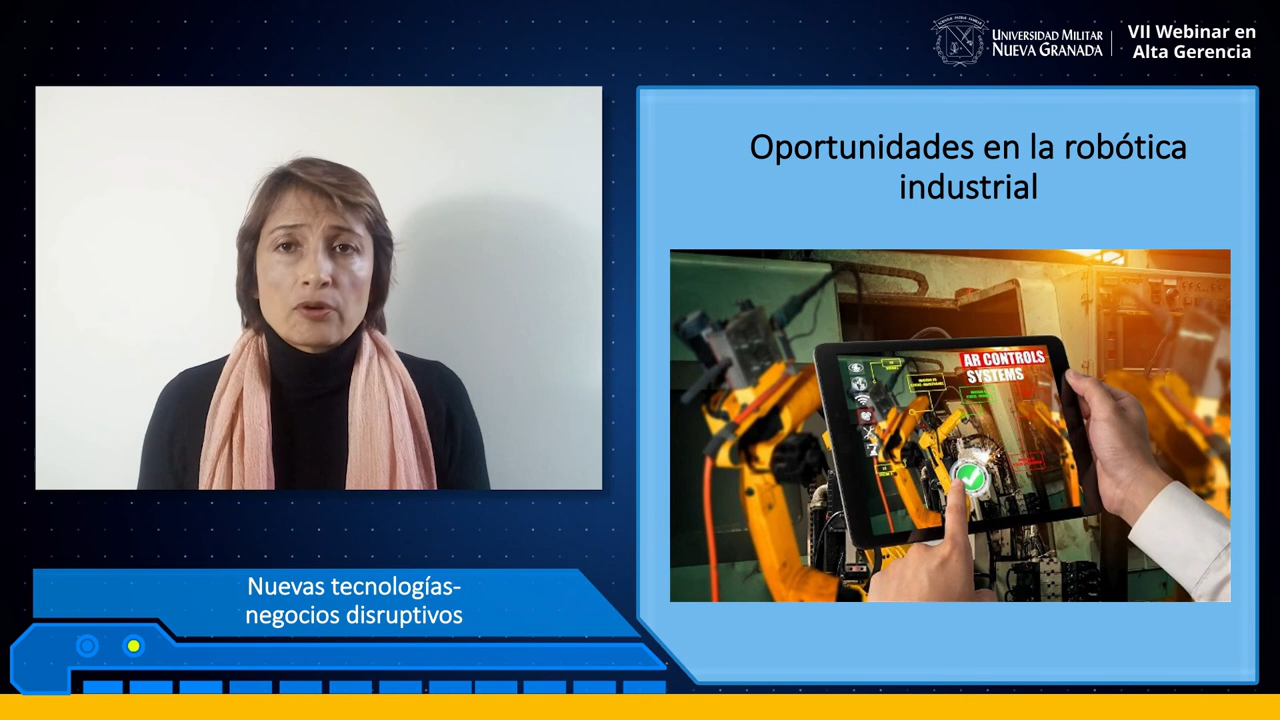 UNIVERSIDAD MILITAR
NUEVA GRANADA
VII Webinar en
Alta Gerencia
Oportunidades en la robótica
industrial
AR CONTROLS
SYSTEMS
Nuevas tecnologías-
negocios disruptivos